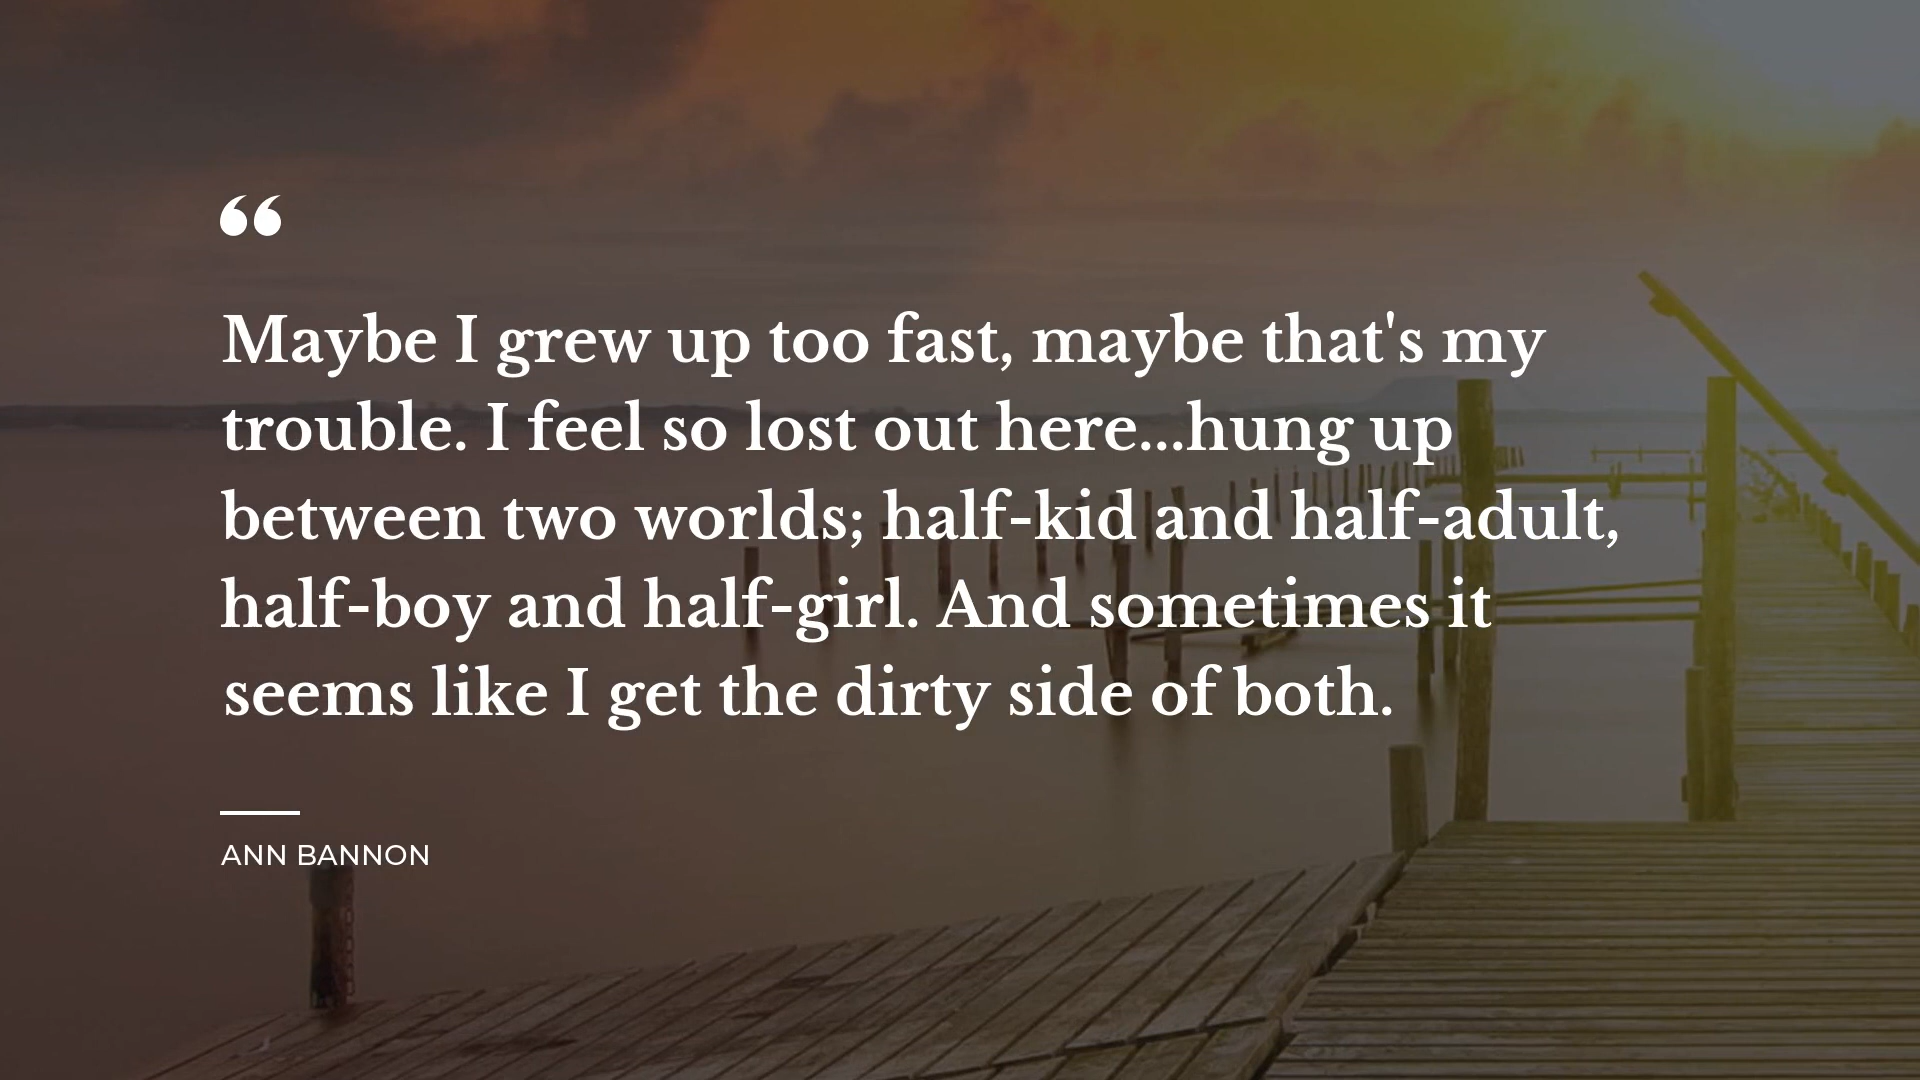 “
Maybe I grew up too fast, maybe that's my
trouble. I feel so lost out here...hung up
between two worlds; half-kid and half-adult,
half-boy and half-girl. And sometimes it
seems like I get the dirty side of both.
ANN BANNON